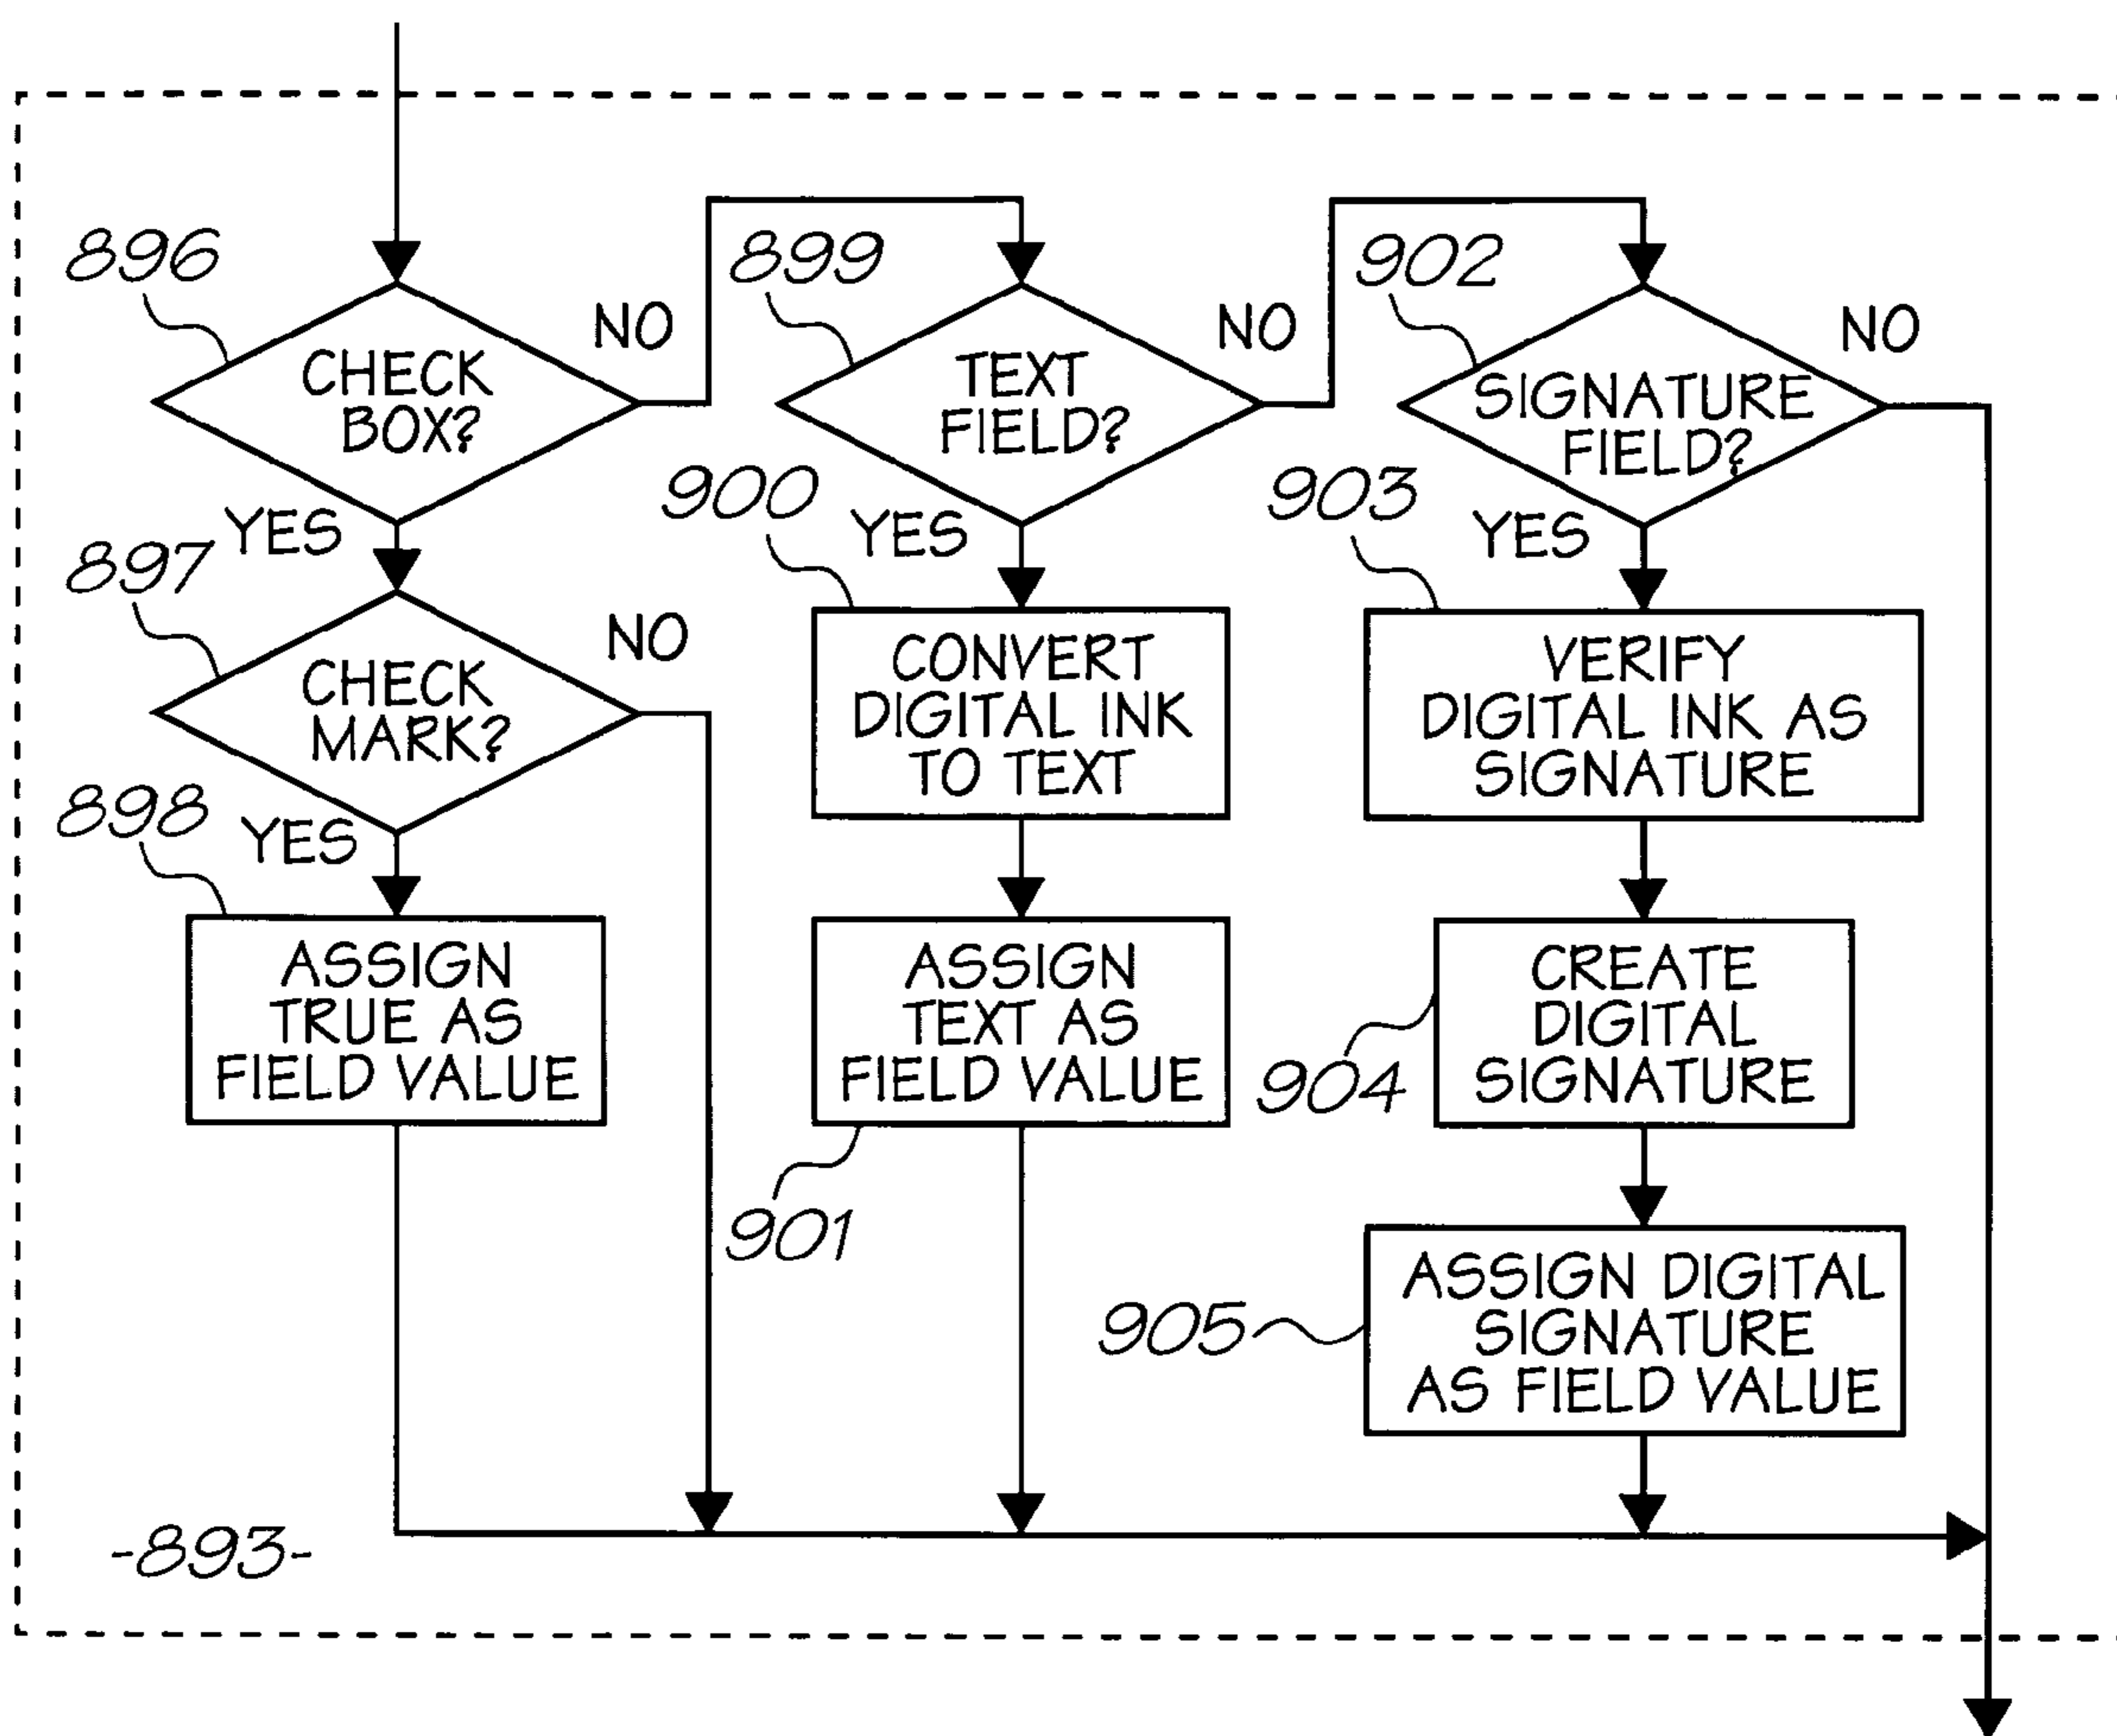 896
CHECK
BOX?
NO
YES
897
CHECK
MARK?
NO
YES
898
ASSIGN
TRUE AS
FIELD VALUE
899
TEXT
FIELD?
NO
YES
900
CONVERT
DIGITAL INK
TO TEXT
ASSIGN
TEXT AS
FIELD VALUE
901
902
SIGNATURE
FIELD?
NO
YES
903
VERIFY
DIGITAL INK AS
SIGNATURE
CREATE
DIGITAL
SIGNATURE
904
ASSIGN DIGITAL
SIGNATURE
AS FIELD VALUE
905
-893-